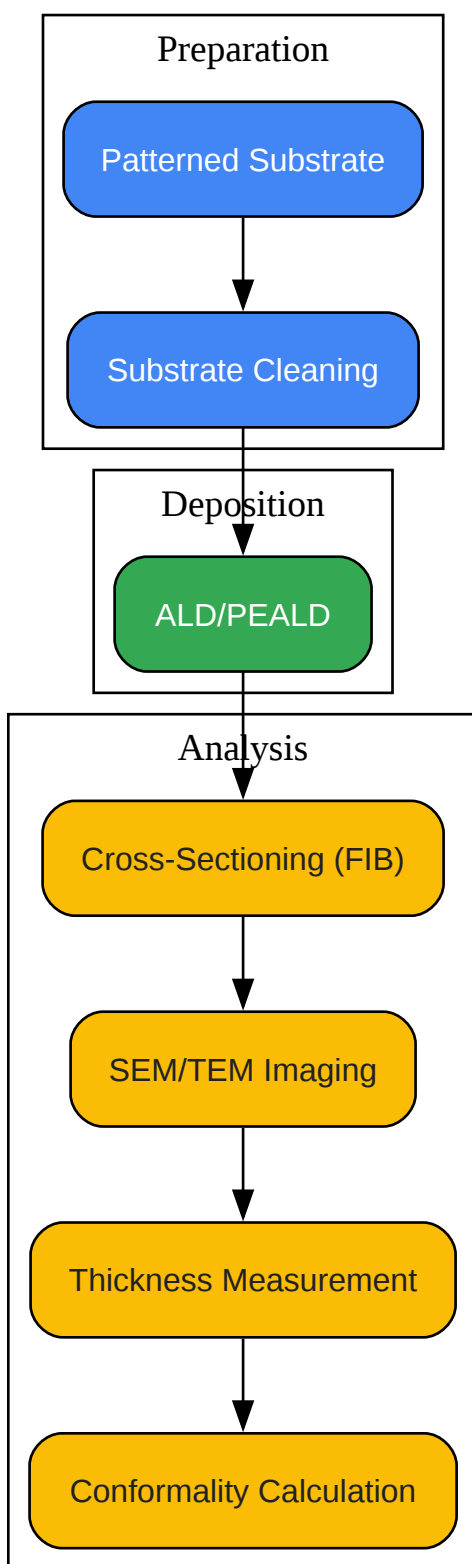 Preparation
Patterned Substrate
Substrate Cleaning
Deposition
ALD/PEALD
Analysis
Cross-Sectioning (FIB)
SEM/TEM Imaging
Thickness Measurement
Conformality Calculation